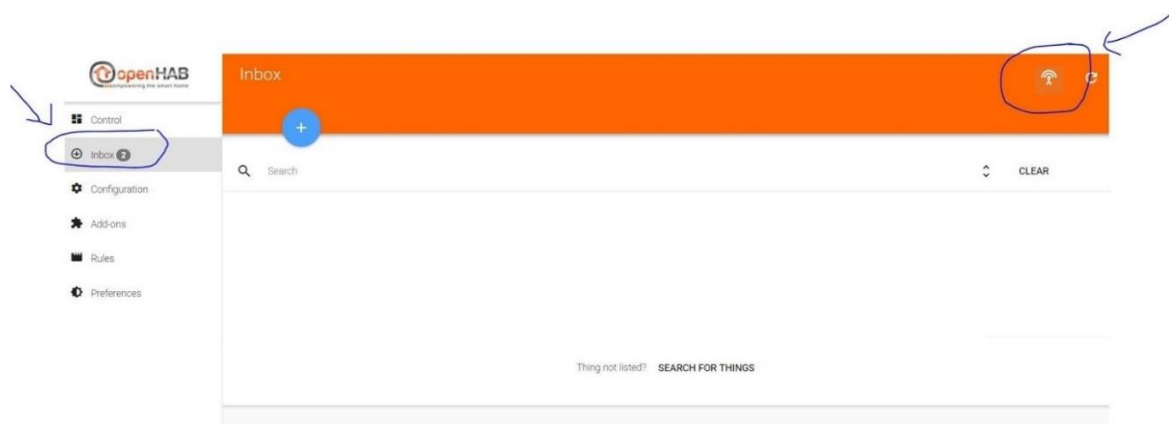 openHAB
empowering the smart home
Inbox
Control
Inbox 2
Configuration
Add-ons
Rules
Preferences
Search
CLEAR
Thing not listed? SEARCH FOR THINGS